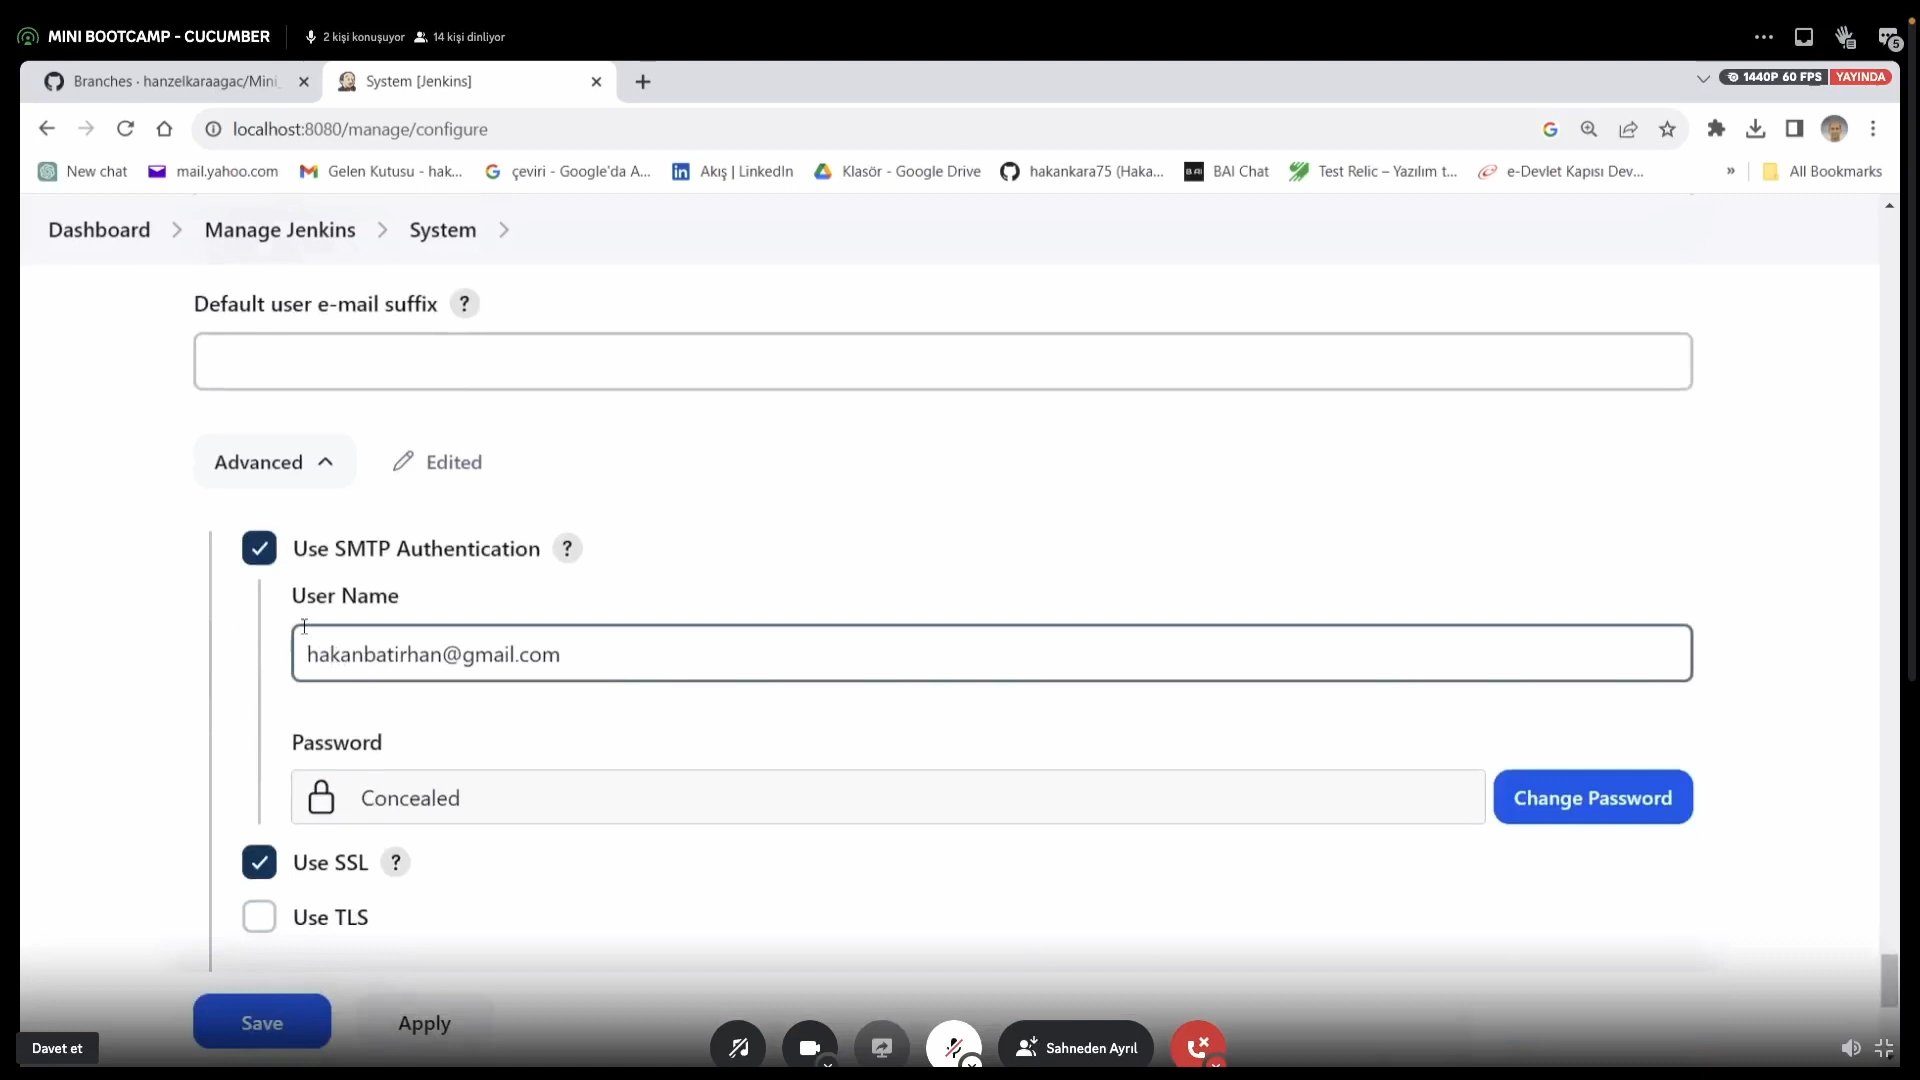 MINI BOOTCAMP - CUCUMBER 2 kişi konuşuyor 14 kişi dinliyor
5
Branches · hanzelkaraagac/Mini_ System [Jenkins] 1440P 60 FPS YAYINDA
localhost:8080/manage/configure
New chat mail.yahoo.com Gelen Kutusu - hak... çeviri - Google'da A... Akış | LinkedIn Klasör - Google Drive hakankara75 (Haka... BAI BAI Chat Test Relic – Yazılım t... e-Devlet Kapısı Dev... » All Bookmarks
Dashboard > Manage Jenkins > System >
Default user e-mail suffix ?
Advanced Edited
Use SMTP Authentication ?
User Name
hakanbatirhan@gmail.com
Password
Concealed Change Password
Use SSL ?
Use TLS
Save Apply
Davet et Sahneden Ayrıl